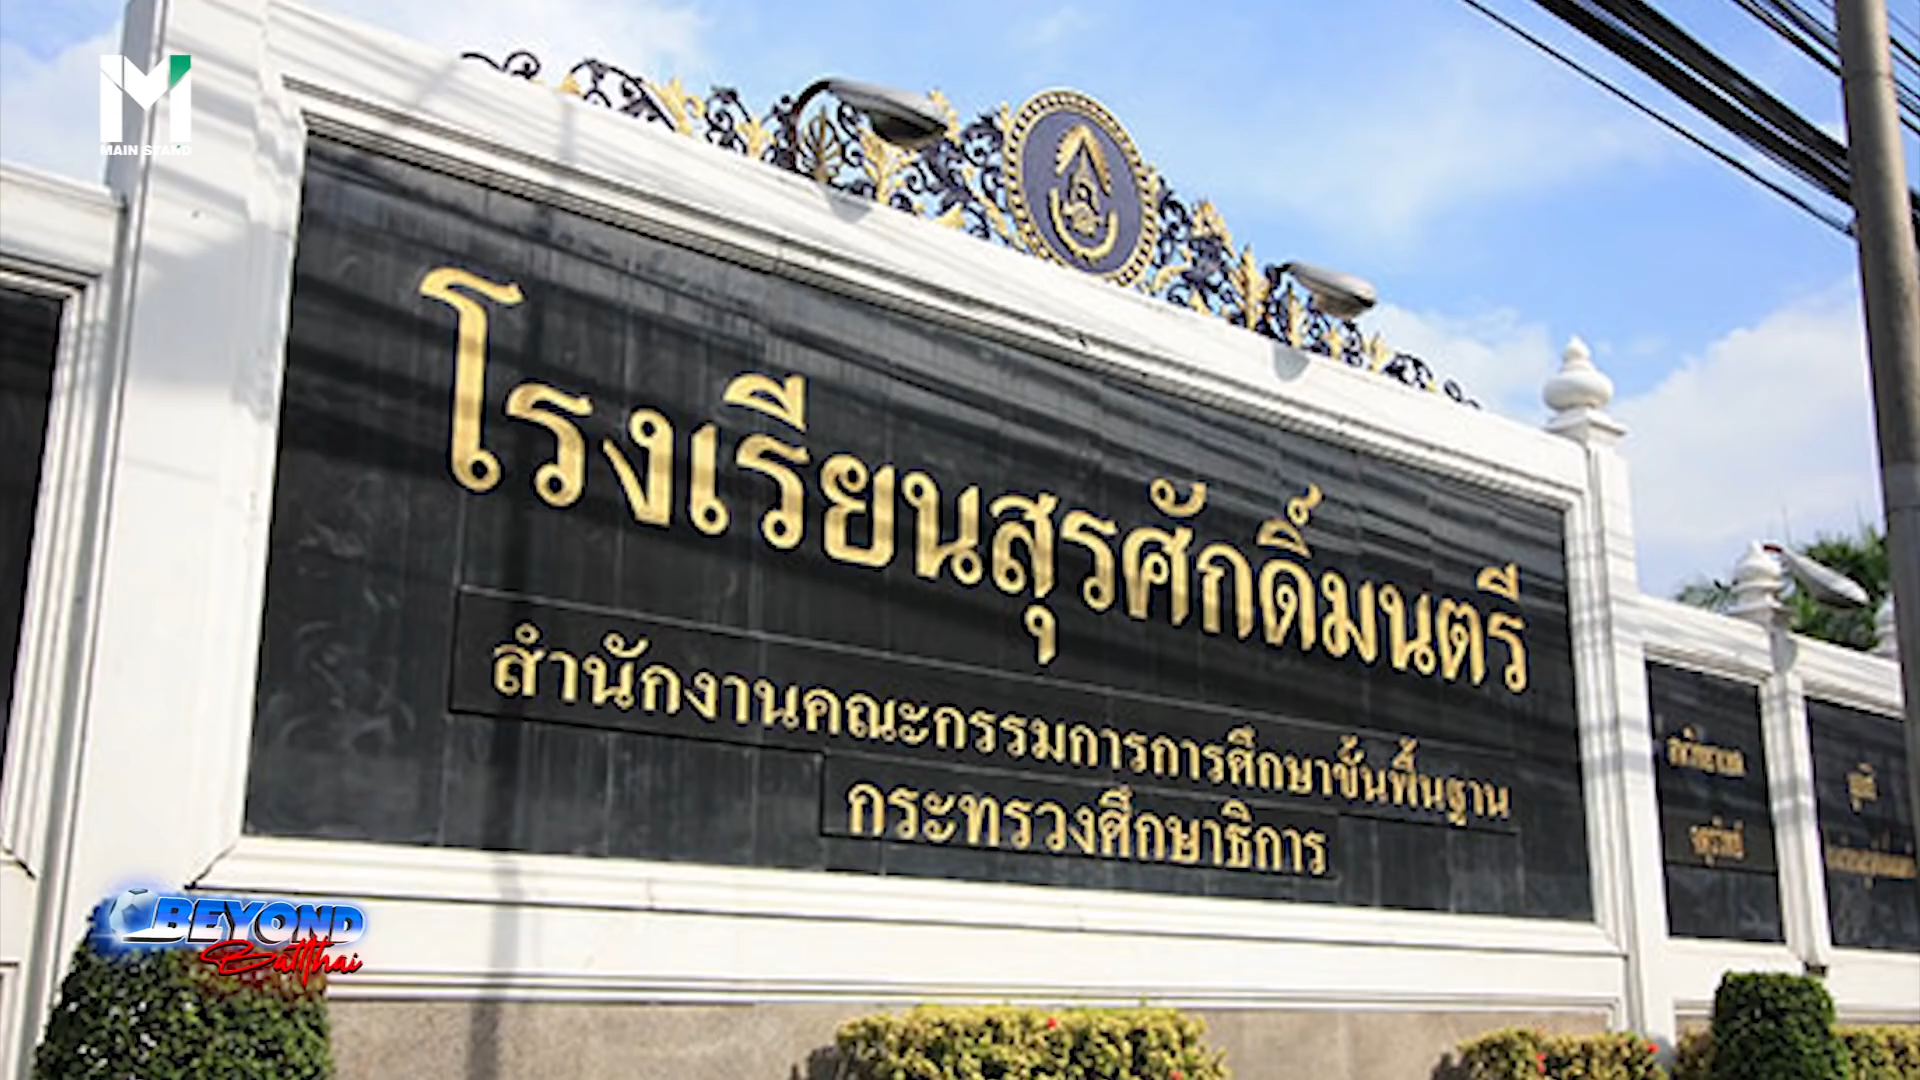 MAIN STAND
โรงเรียนสุรศักดิ์มนตรี
สำนักงานคณะกรรมการการศึกษาขั้นพื้นฐาน
กระทรวงศึกษาธิการ
BEYOND
Ballthai